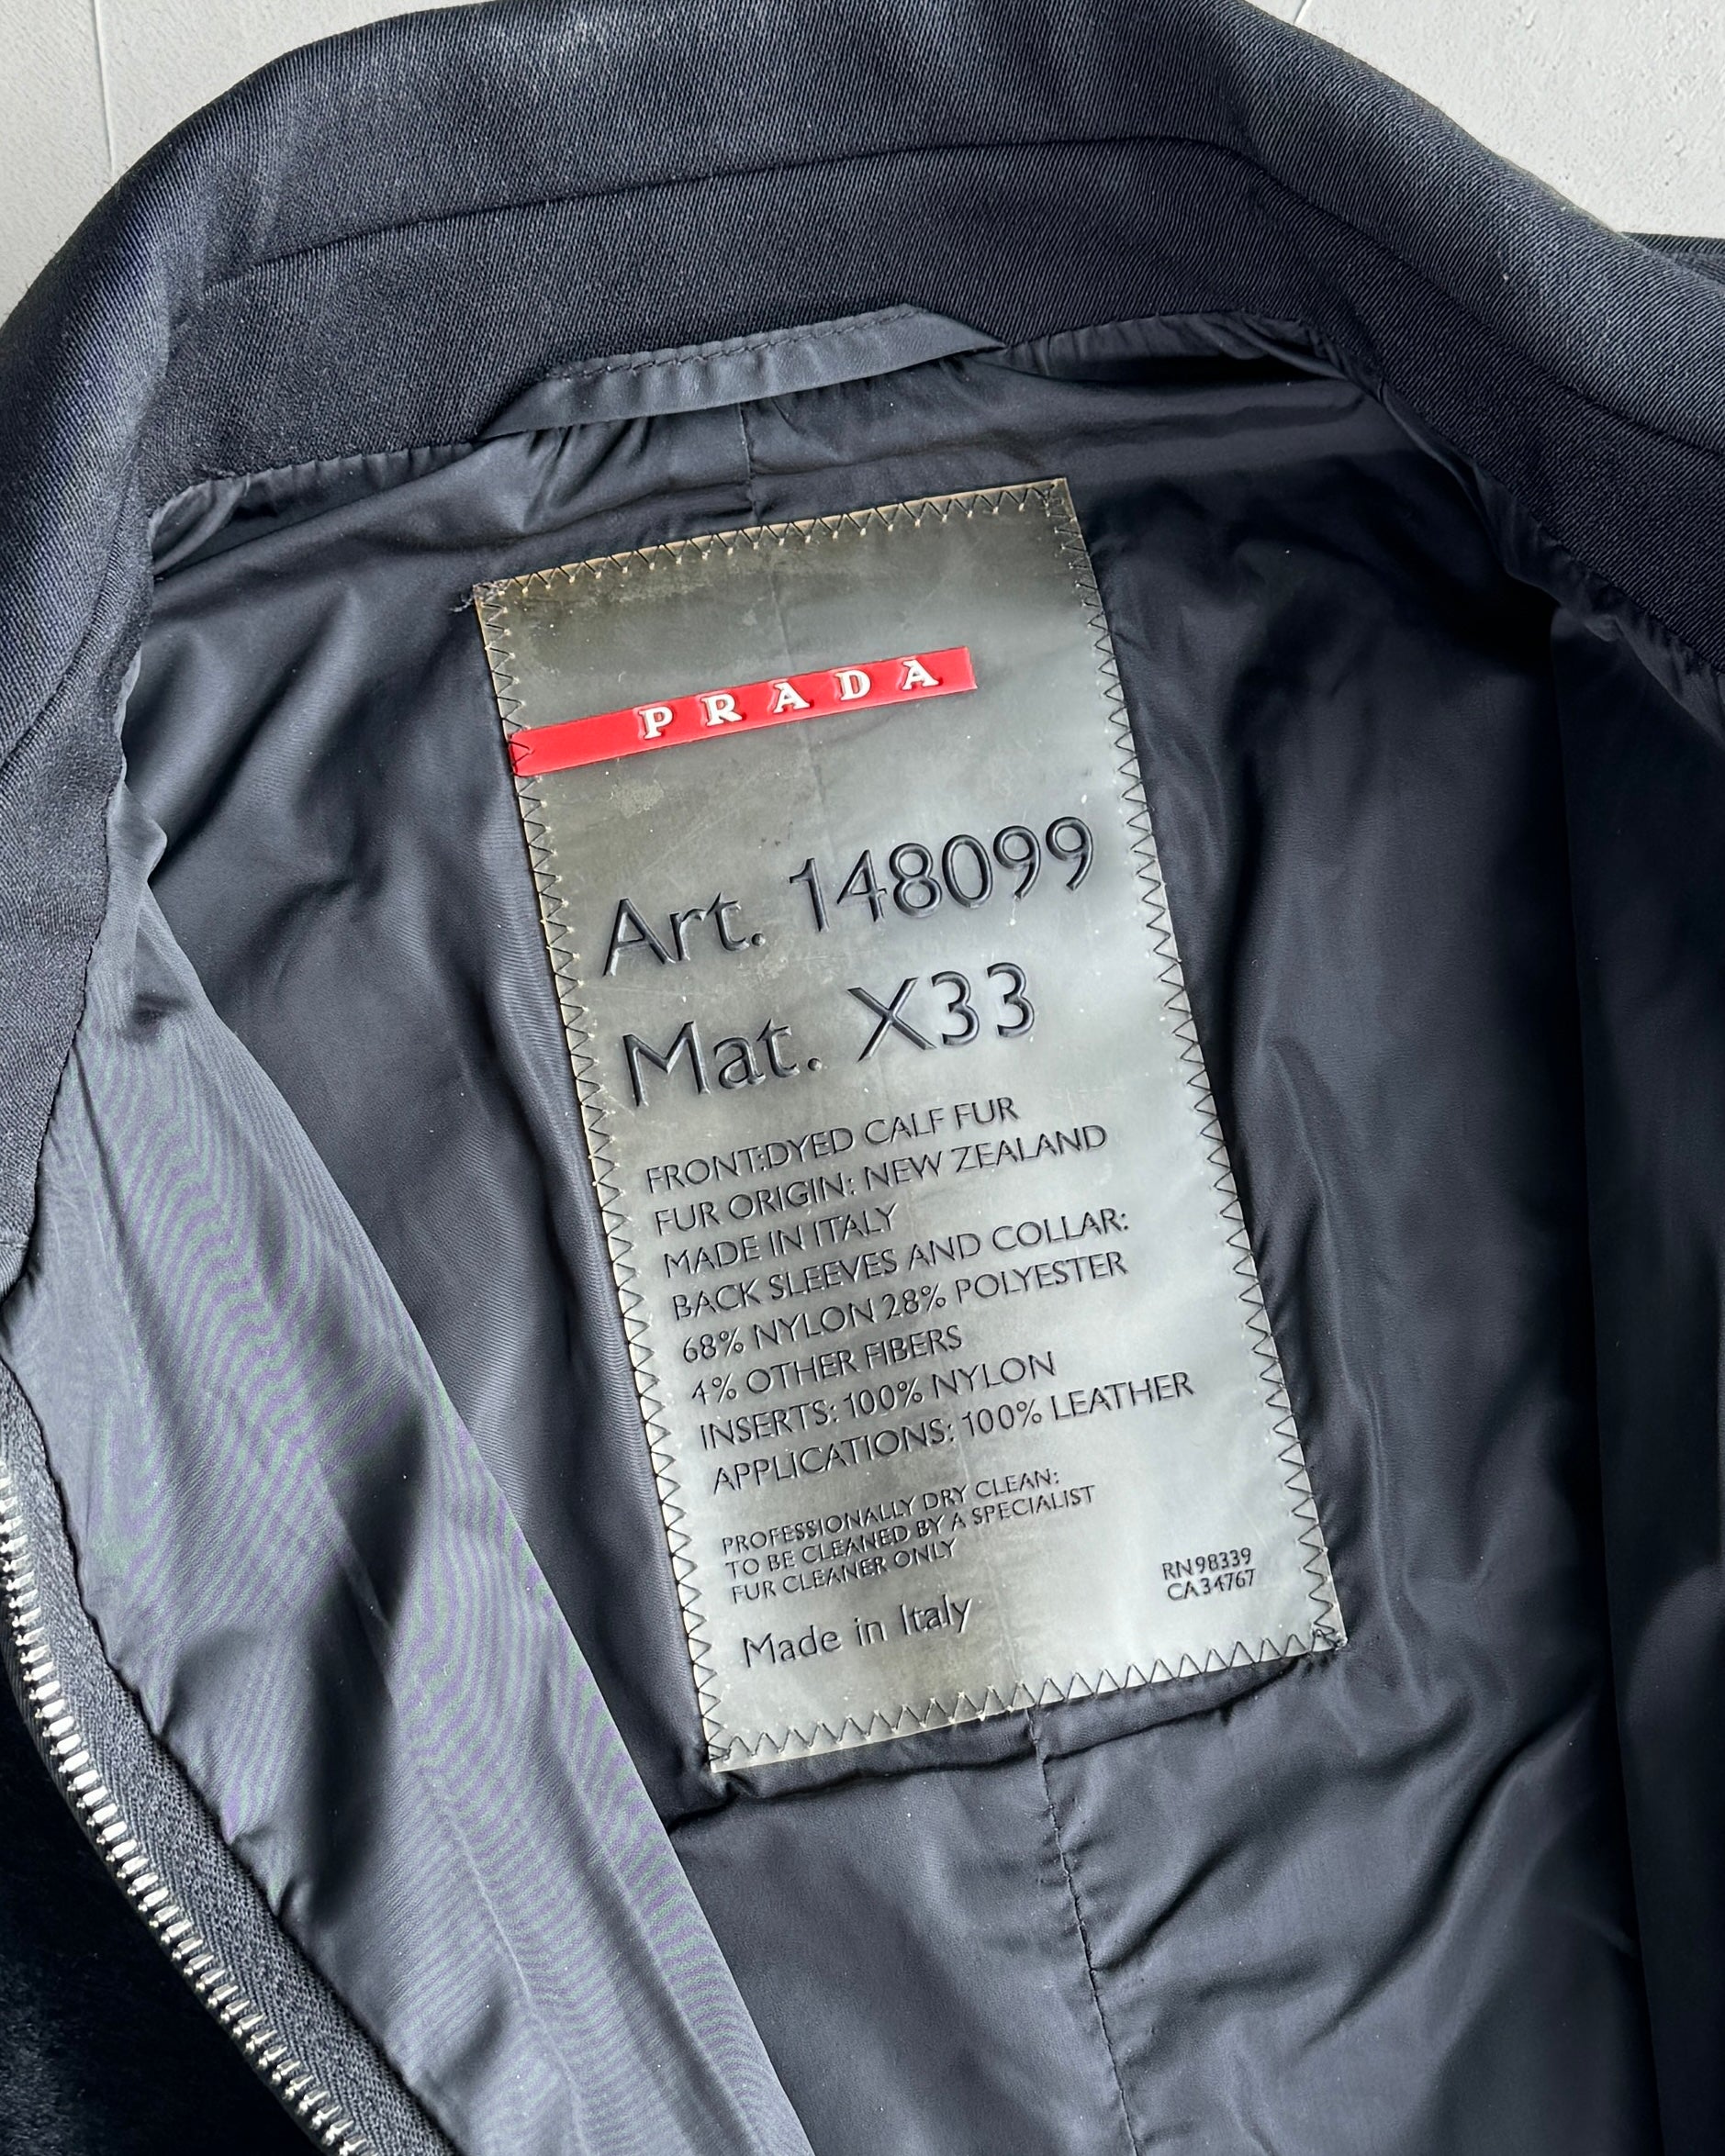 PRADA
Art. 148099
Mat. X33
FRONT:DYED CALF FUR
FUR ORIGIN: NEW ZEALAND
MADE IN ITALY
BACK SLEEVES AND COLLAR:
68% NYLON 28% POLYESTER
4% OTHER FIBERS
INSERTS: 100% NYLON
APPLICATIONS: 100% LEATHER
PROFESSIONALLY DRY CLEAN:
TO BE CLEANED BY A SPECIALIST
FUR CLEANER ONLY
RN98339
CA34767
Made in Italy